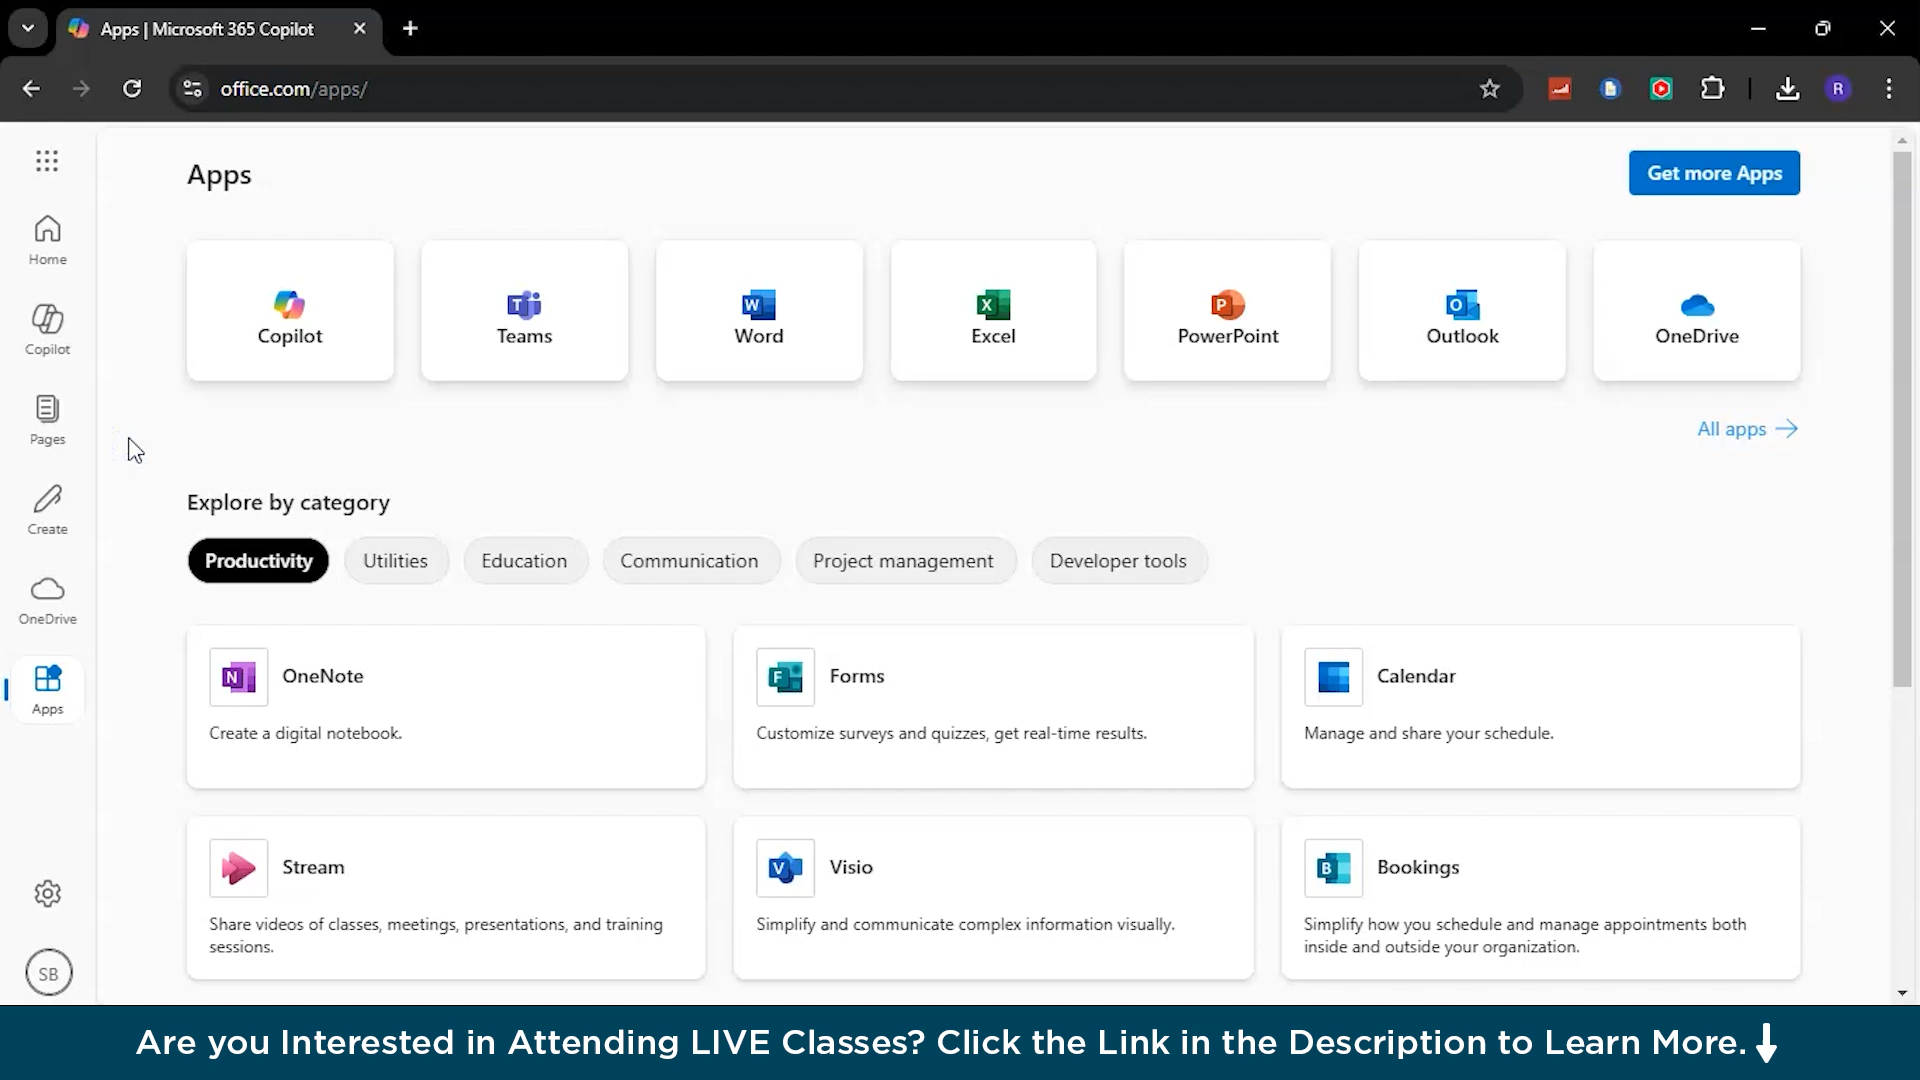 Apps | Microsoft 365 Copilot
office.com/apps/
R
Apps
Get more Apps
Home
Copilot
Pages
Create
OneDrive
Apps
SB
Copilot
Teams
Word
Excel
PowerPoint
Outlook
OneDrive
All apps
Explore by category
Productivity
Utilities
Education
Communication
Project management
Developer tools
OneNote
Create a digital notebook.
Forms
Customize surveys and quizzes, get real-time results.
Calendar
Manage and share your schedule.
Stream
Share videos of classes, meetings, presentations, and training
sessions.
Visio
Simplify and communicate complex information visually.
Bookings
Simplify how you schedule and manage appointments both
inside and outside your organization.
Are you Interested in Attending LIVE Classes? Click the Link in the Description to Learn More.